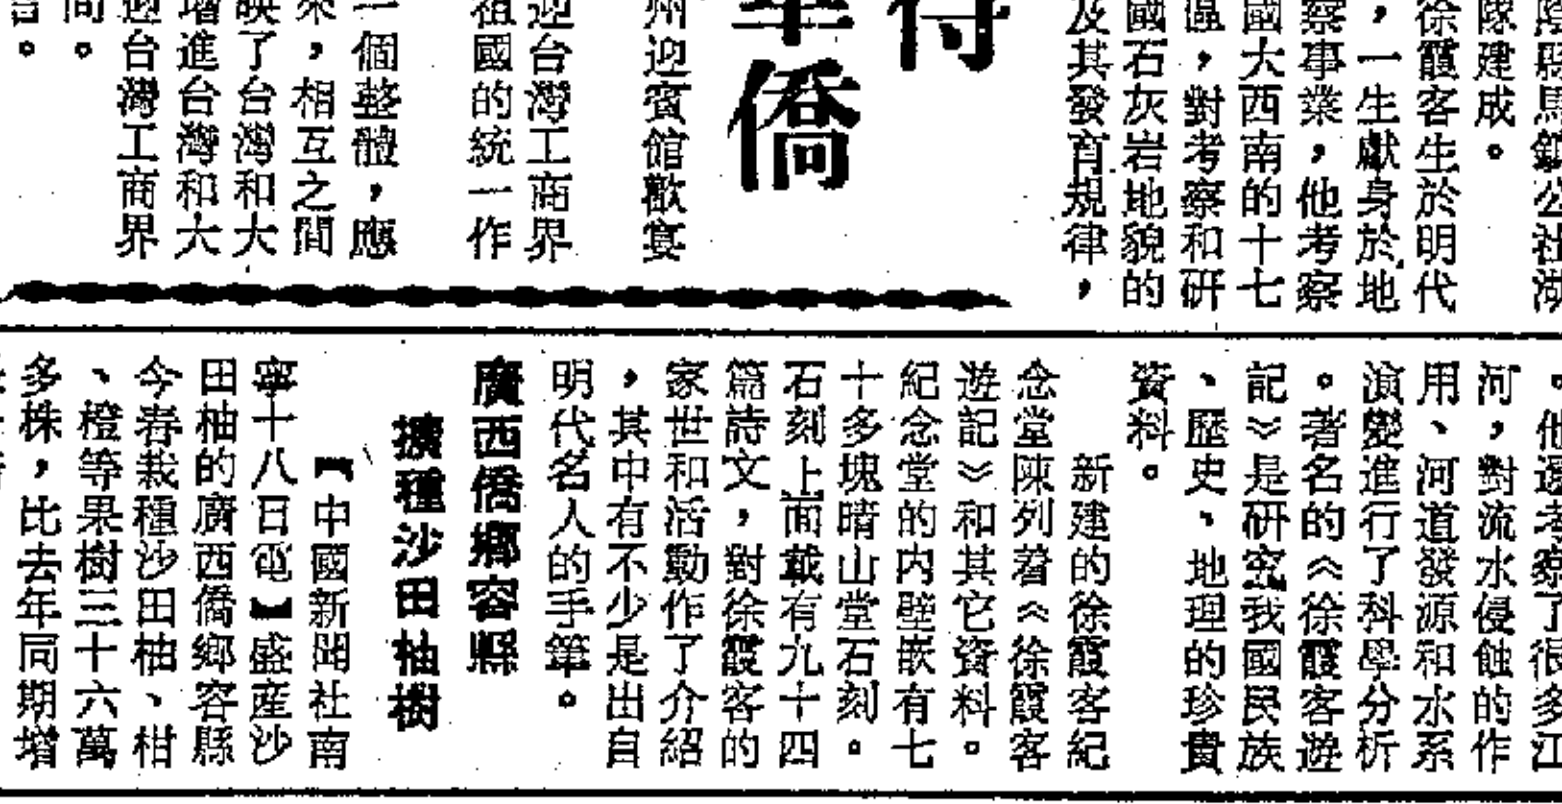 陰縣馬鎮公社湖
隊建成。
徐霞客生於明代
，一生獻身於地
察事業，他考察
國大西南的十七
區，對考察和研
國石灰岩地貌的
及其發育規律，
。他還考察了很多江
河，對流水侵蝕的作
用、河道發源和水系
演變進行了科學分析
。著名的《徐霞客遊
記》是研究我國民族
、歷史、地理的珍貴
資料。
新建的徐霞客紀
念堂陳列着《徐霞客
遊記》和其它資料。
紀念堂的内壁嵌有七
十多塊晴山堂石刻。
石刻上面載有九十四
篇詩文，對徐霞客的
家世和活動作了介紹
，其中有不少是出自
明代名人的手筆。
待
華僑
州迎賓館歡宴
迎台灣工商界
祖國的統一作
一個整體，應
來，相互之間
映了台灣和大
增進台灣和大
迎台灣工商界
間。
言。
廣西僑鄉容縣
擴種沙田柚樹
【中國新聞社南
寧十八日電】盛産沙
田柚的廣西僑鄉容縣
今春栽種沙田柚、柑
、橙等果樹三十六萬
多株，比去年同期增